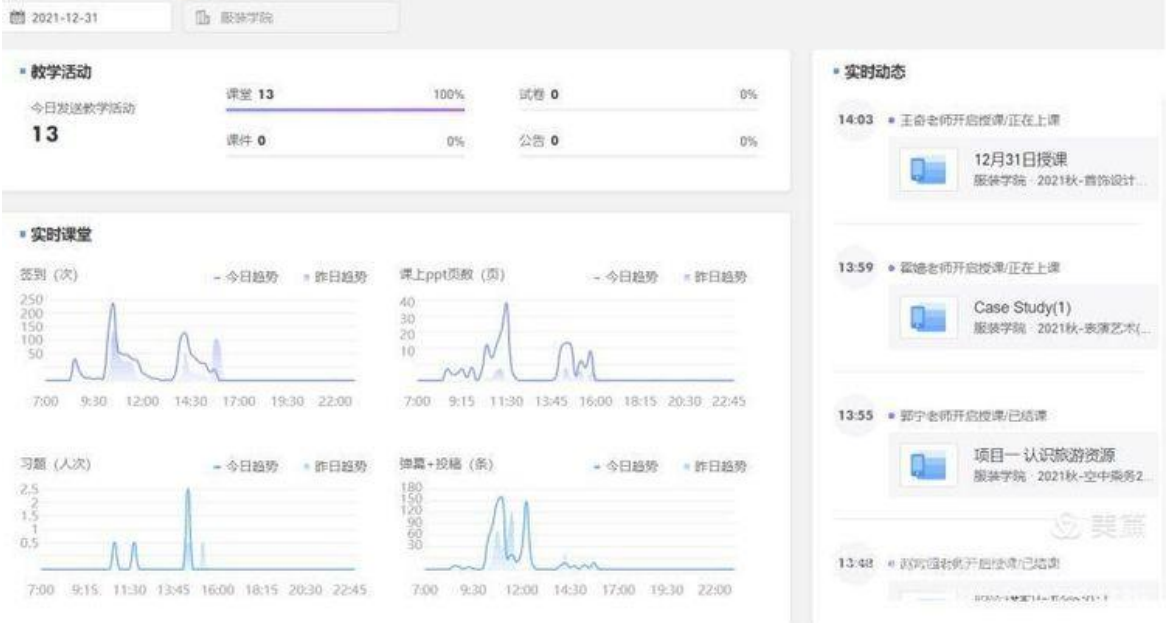 2021-12-31
服装学院
教学活动
今日发送教学活动
13
课堂 13 100%
试卷 0 0%
课件 0 0%
公告 0 0%
实时课堂
签到（次） 今日趋势 昨日趋势
250
200
150
100
50
7:00 9:30 12:00 14:30 17:00 19:30 22:00
课上ppt页数（页） 今日趋势 昨日趋势
40
30
20
10
7:00 9:15 11:30 13:45 16:00 18:15 20:30 22:45
习题（人次） 今日趋势 昨日趋势
2.5
2
1.5
1
0.5
7:00 9:15 11:30 13:45 16:00 18:15 20:30 22:45
弹幕+投稿（条） 今日趋势 昨日趋势
180
150
120
90
60
30
7:00 9:30 12:00 14:30 17:00 19:30 22:00
实时动态
14:03 王奇老师开启授课/正在上课
12月31日授课
服装学院 · 2021秋-首饰设计...
13:59 老师开启授课/正在上课
Case Study(1)
服装学院 · 2021秋-表演艺术(...
13:55 郭宁老师开启授课/已结课
项目一 认识旅游资源
服装学院 · 2021秋-空中乘务2...
美篇
13:48 老师开启授课/已结课